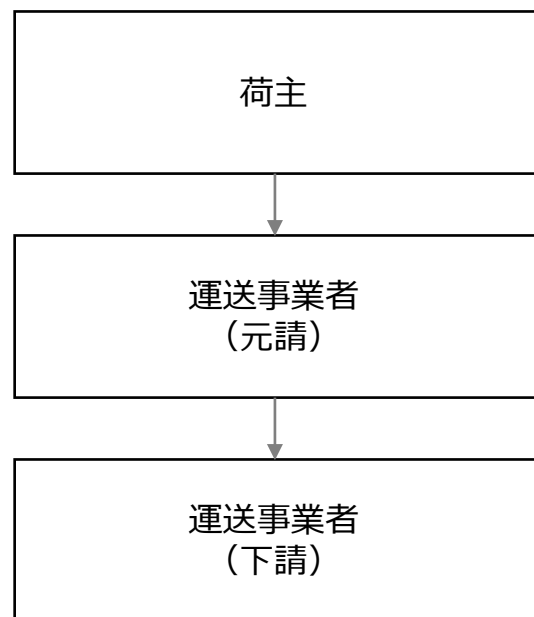 荷主
運送事業者
（元請）
運送事業者
（下請）